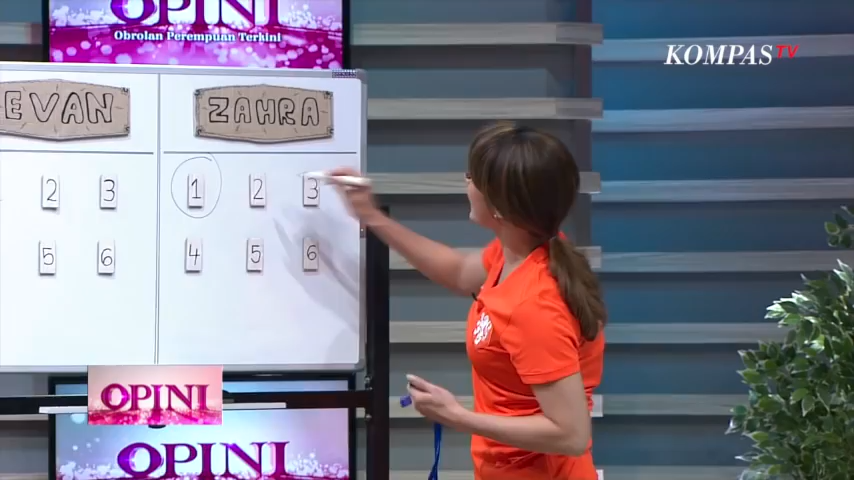 OPINI
Obrolan Perempuan Terkini
KOMPAS TV
EVAN
ZAHRA
2 3
1 2 3
5 6
4 5 6
OPINI
OPINI
OPINI